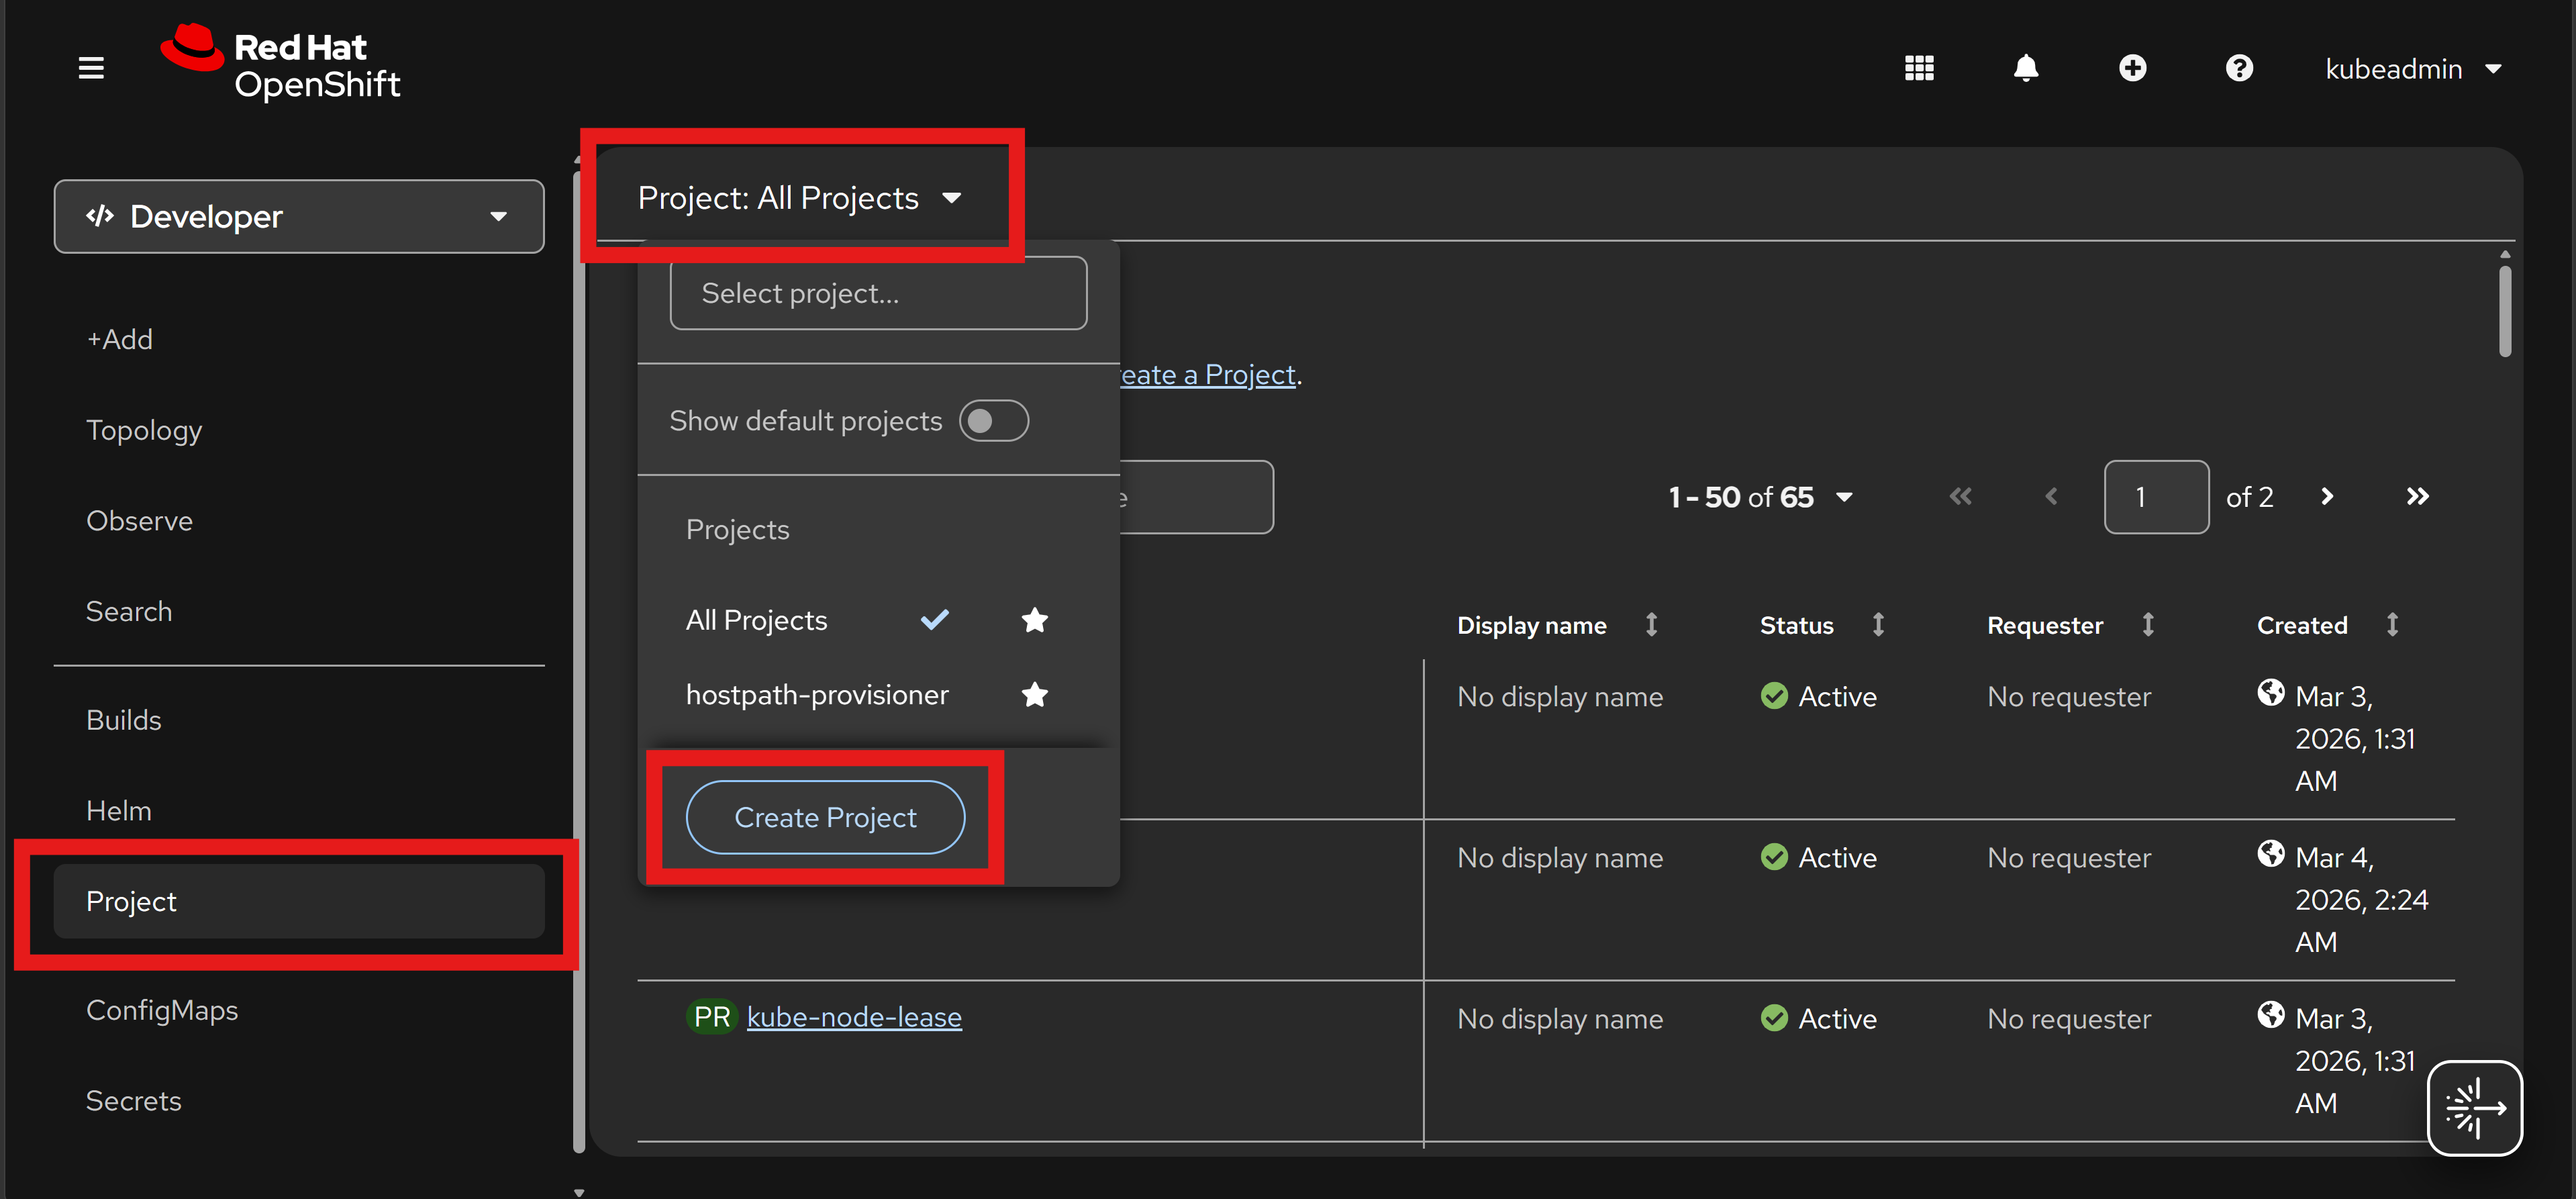 Red Hat
OpenShift
kubeadmin
Developer
+Add
Topology
Observe
Search
Builds
Helm
Project
ConfigMaps
Secrets
Project: All Projects
Select project...
Show default projects
Projects
All Projects
hostpath-provisioner
Create Project
eate a Project.
e
1 - 50 of 65
1
of 2
Display name
Status
Requester
Created
No display name
Active
No requester
Mar 3,
2026, 1:31
AM
No display name
Active
No requester
Mar 4,
2026, 2:24
AM
PR kube-node-lease
No display name
Active
No requester
Mar 3,
2026, 1:31
AM